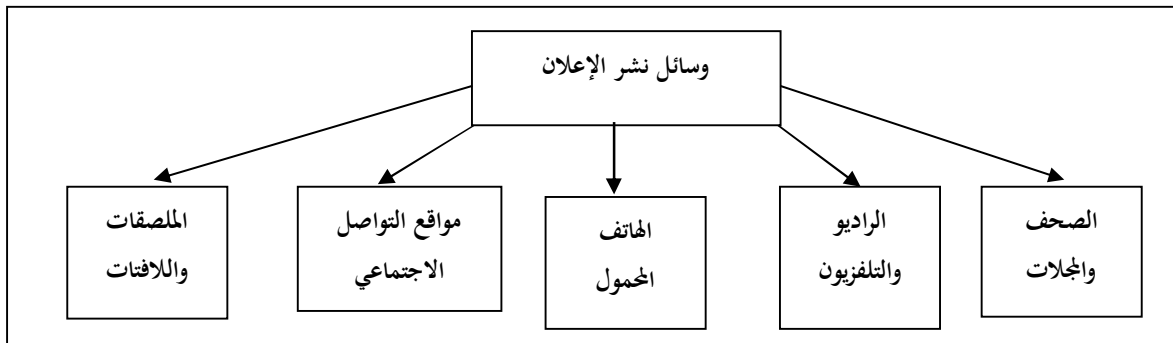 وسائل نشر الإعلان
الصحف
والمجلات
الراديو
والتلفزيون
الهاتف
المحمول
مواقع التواصل
الاجتماعي
الملصقات
واللافتات